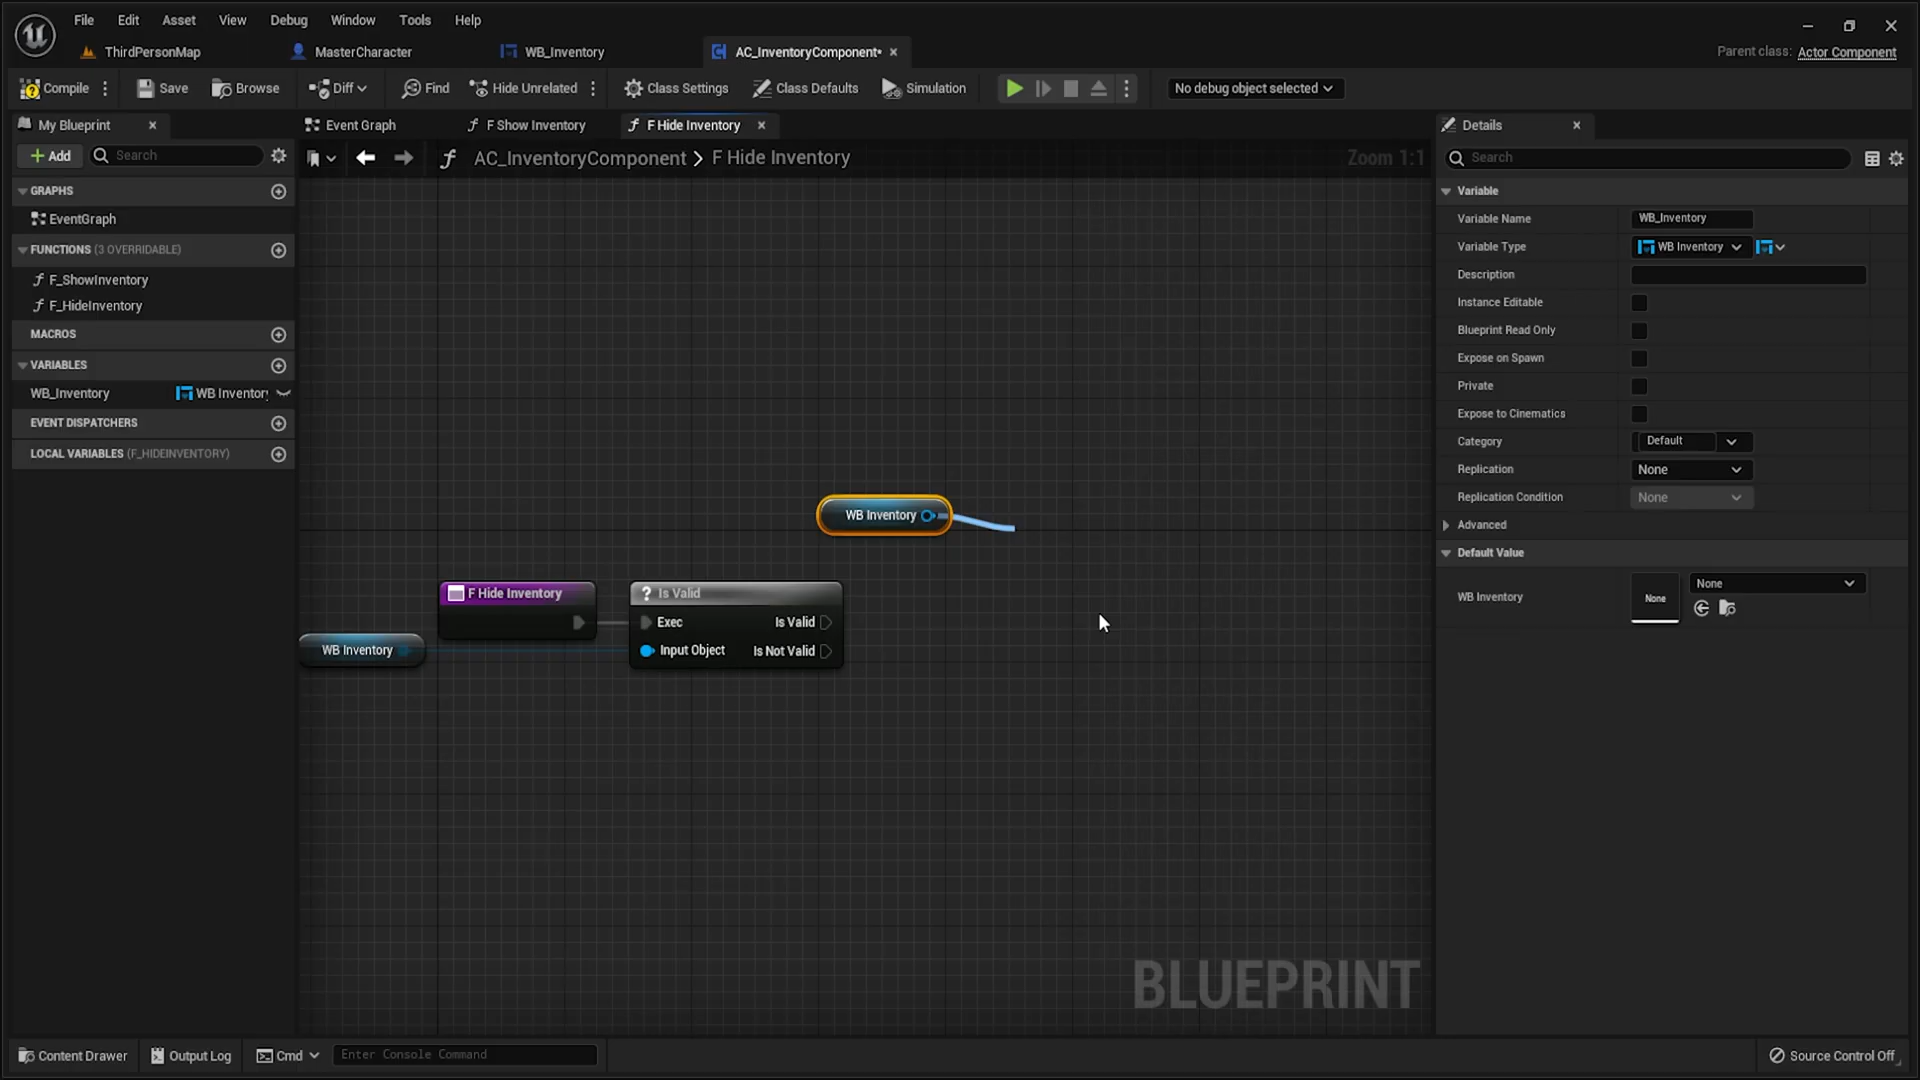 File Edit Asset View Debug Window Tools Help
ThirdPersonMap MasterCharacter WB_Inventory AC_InventoryComponent*
Parent class: Actor Component
Compile Save Browse Diff Find Hide Unrelated Class Settings Class Defaults Simulation No debug object selected
My Blueprint
Event Graph F Show Inventory F Hide Inventory
Details
Add Search
AC_InventoryComponent > F Hide Inventory
Zoom 1:1
Search
GRAPHS
EventGraph
FUNCTIONS (3 OVERRIDABLE)
F_ShowInventory
F_HideInventory
MACROS
VARIABLES
WB_Inventory WB Inventory
EVENT DISPATCHERS
LOCAL VARIABLES (F_HIDEINVENTORY)
WB Inventory
F Hide Inventory
Is Valid
Exec Is Valid
WB Inventory
Input Object Is Not Valid
BLUEPRINT
Variable
Variable Name WB_Inventory
Variable Type WB Inventory
Description
Instance Editable
Blueprint Read Only
Expose on Spawn
Private
Expose to Cinematics
Category Default
Replication None
Replication Condition None
Advanced
Default Value
WB Inventory None None
Content Drawer Output Log Cmd Enter Console Command Source Control Off